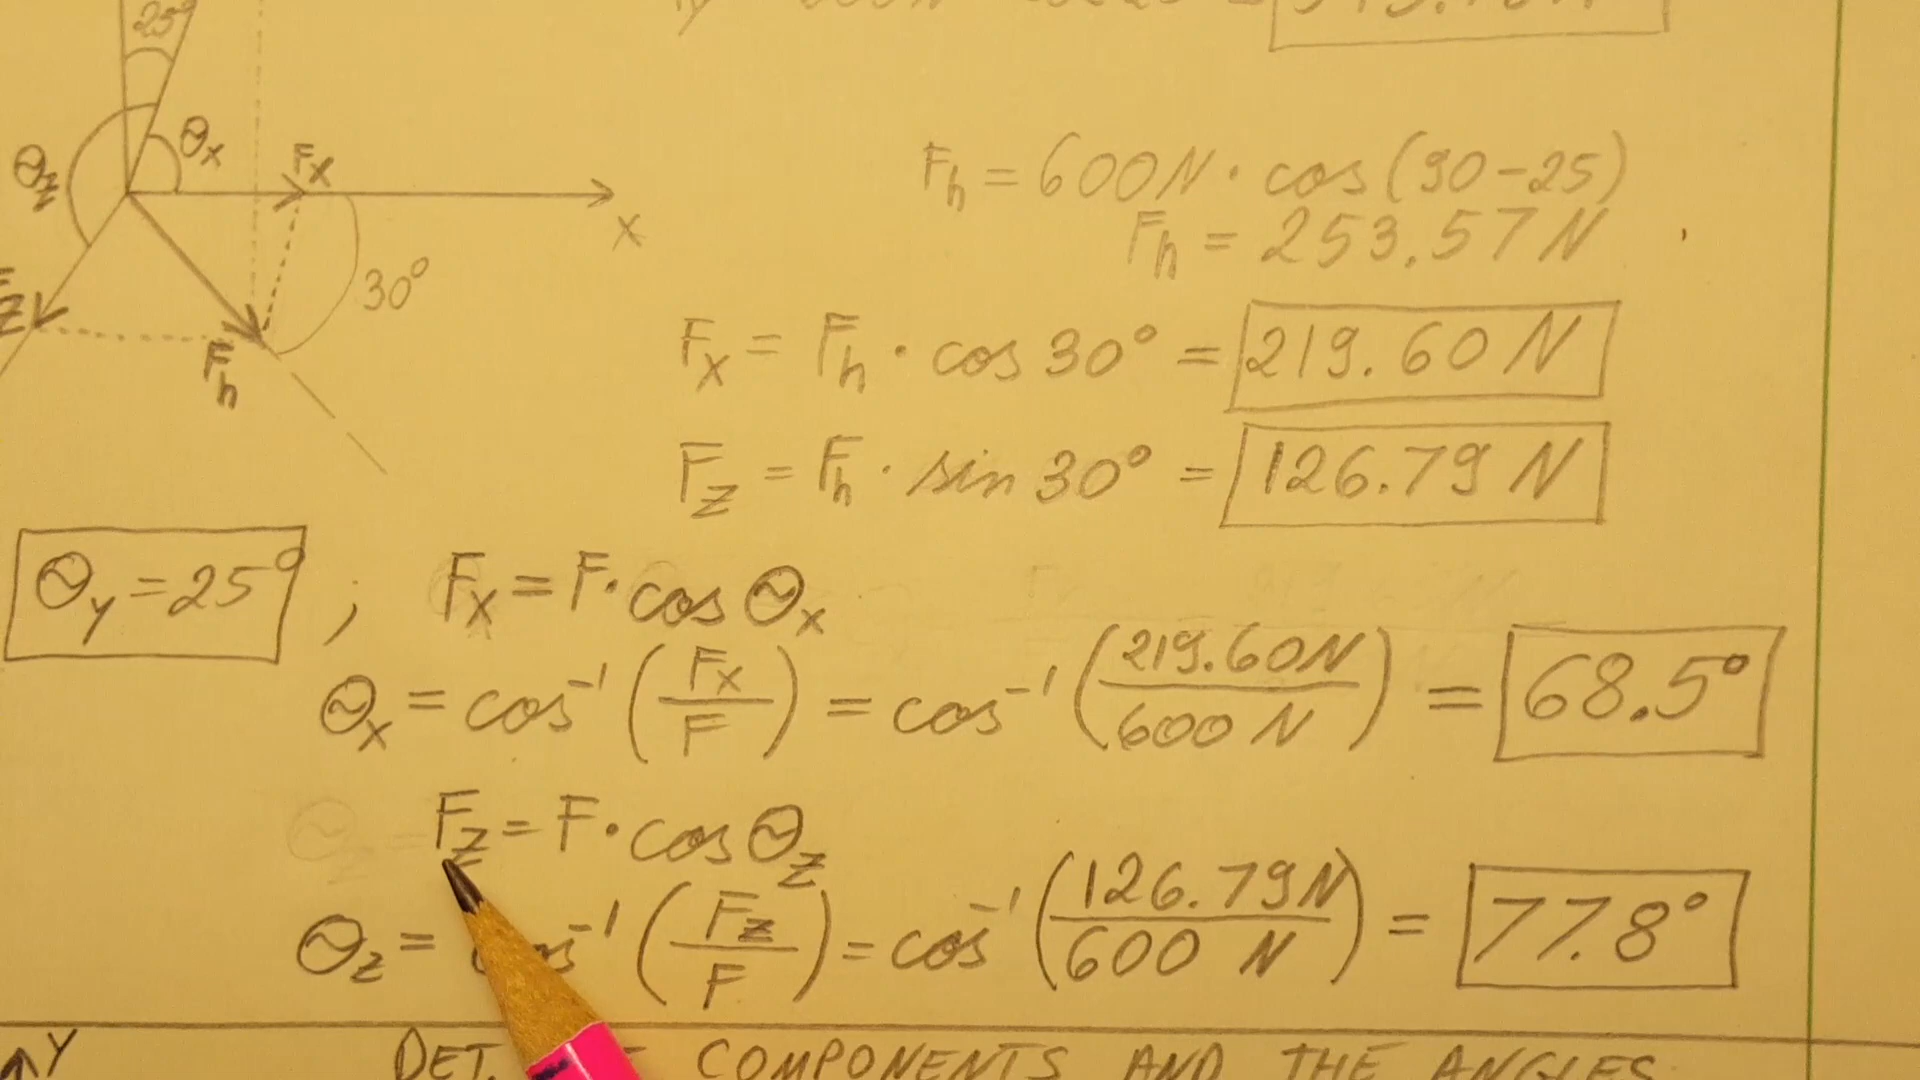 25°
Θx
Θz
Fx
x
30°
Fz
Fh
Fh = 600N · cos(90-25)
Fh = 253.57N
Fx = Fh · cos 30° = 219.60 N
Fz = Fh · sin 30° = 126.79 N
Θy = 25° ; Fx = F · cos Θx
Θx = cos⁻¹ (Fx / F) = cos⁻¹ (219.60N / 600 N) = 68.5°
Fz = F · cos Θz
Θz = cos⁻¹ (Fz / F) = cos⁻¹ (126.79N / 600 N) = 77.8°
Y DET. COMPONENTS AND THE ANGLES